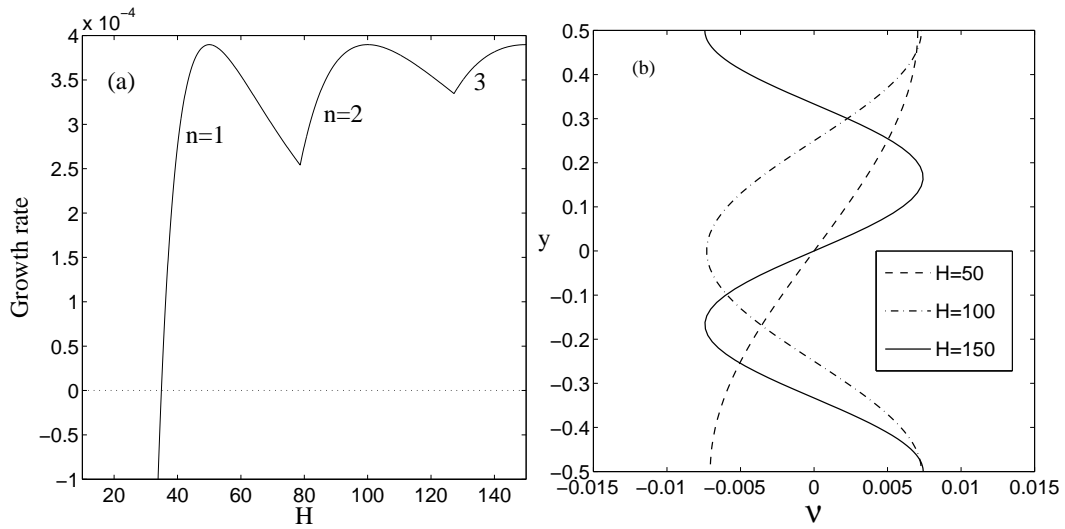 x 10⁻⁴
4
3.5
3
2.5
2
1.5
1
0.5
0
−0.5
−1
Growth rate
(a)
n=1
n=2
3
20 40 60 80 100 120 140
H
0.5
0.4
0.3
0.2
0.1
0
−0.1
−0.2
−0.3
−0.4
−0.5
y
(b)
H=50
H=100
H=150
−0.015 −0.01 −0.005 0 0.005 0.01 0.015
ν